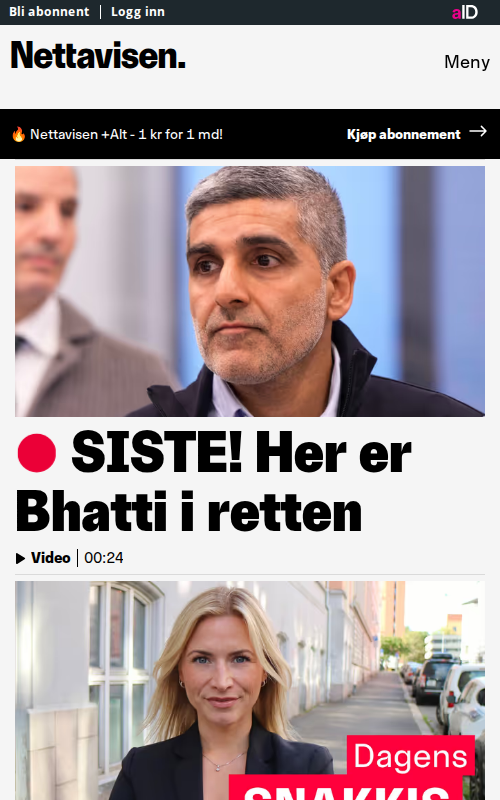 Bli abonnent | Logg inn
aID
Nettavisen.
Meny
🔥 Nettavisen +Alt - 1 kr for 1 md!
Kjøp abonnement →
SISTE! Her er
Bhatti i retten
Video | 00:24
Dagens
SNAKKIS